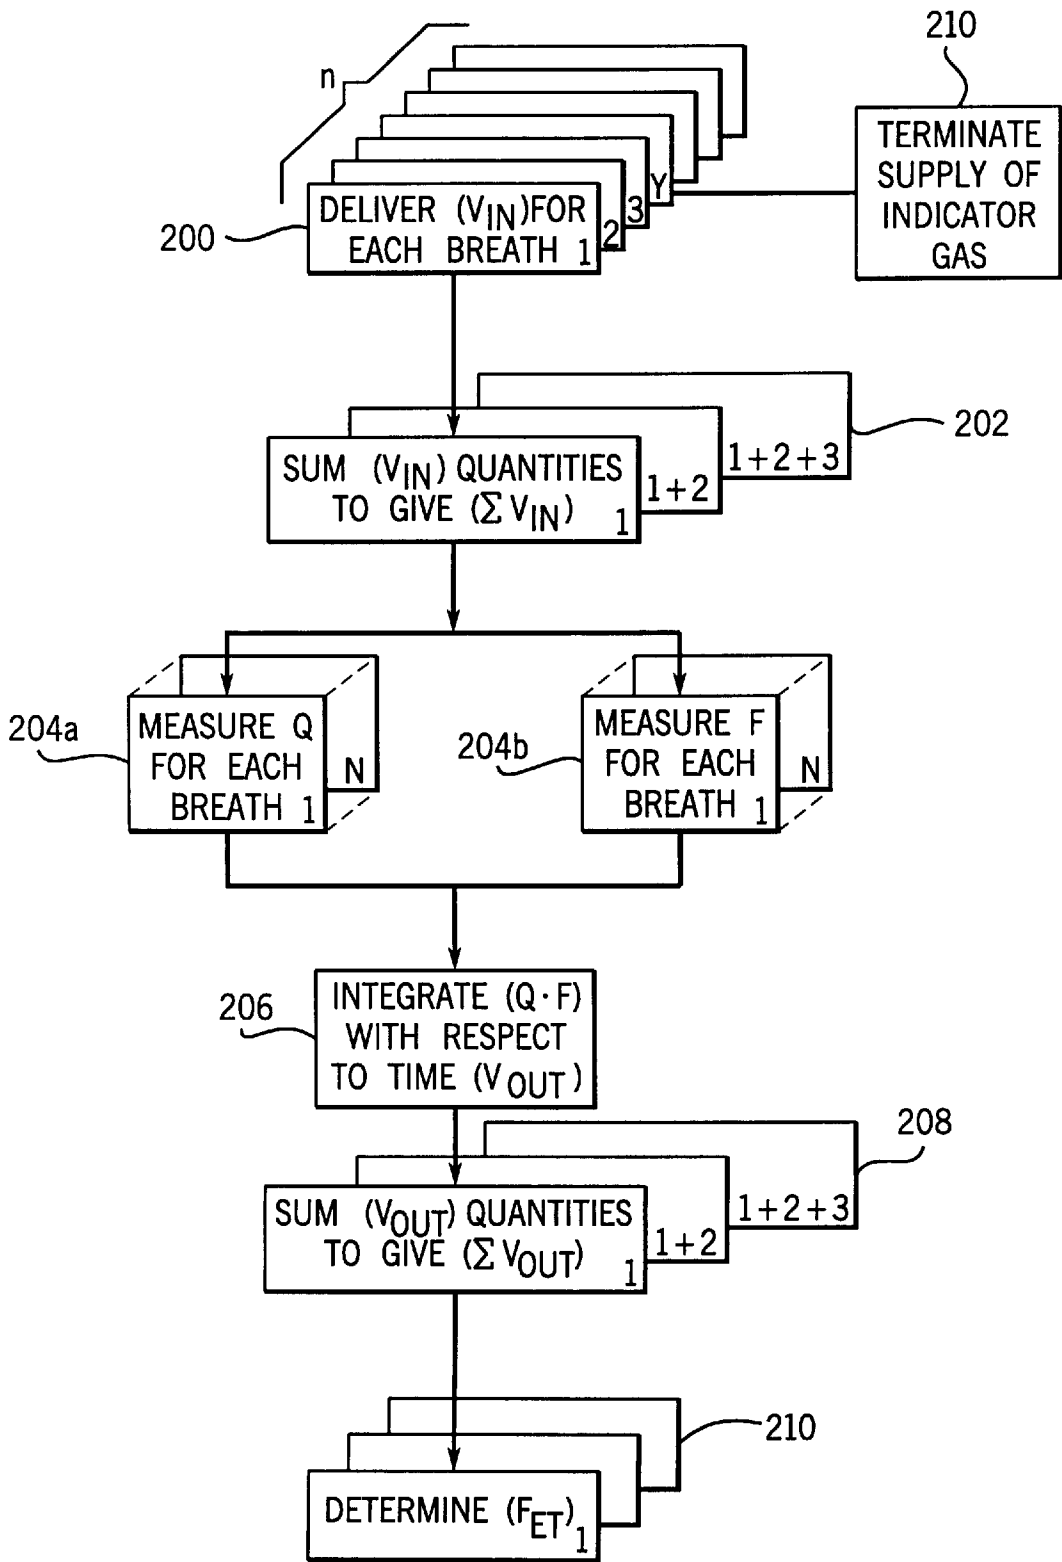 n
210
TERMINATE
SUPPLY OF
INDICATOR
GAS
200
DELIVER (VIN)FOR
EACH BREATH 1
2
3
Y
202
SUM (VIN) QUANTITIES
TO GIVE (Σ VIN)
1
1+2
1+2+3
204a
MEASURE Q
FOR EACH
BREATH 1
N
204b
MEASURE F
FOR EACH
BREATH 1
N
206
INTEGRATE (Q·F)
WITH RESPECT
TO TIME (VOUT)
208
SUM (VOUT) QUANTITIES
TO GIVE (Σ VOUT)
1
1+2
1+2+3
210
DETERMINE (FET)
1